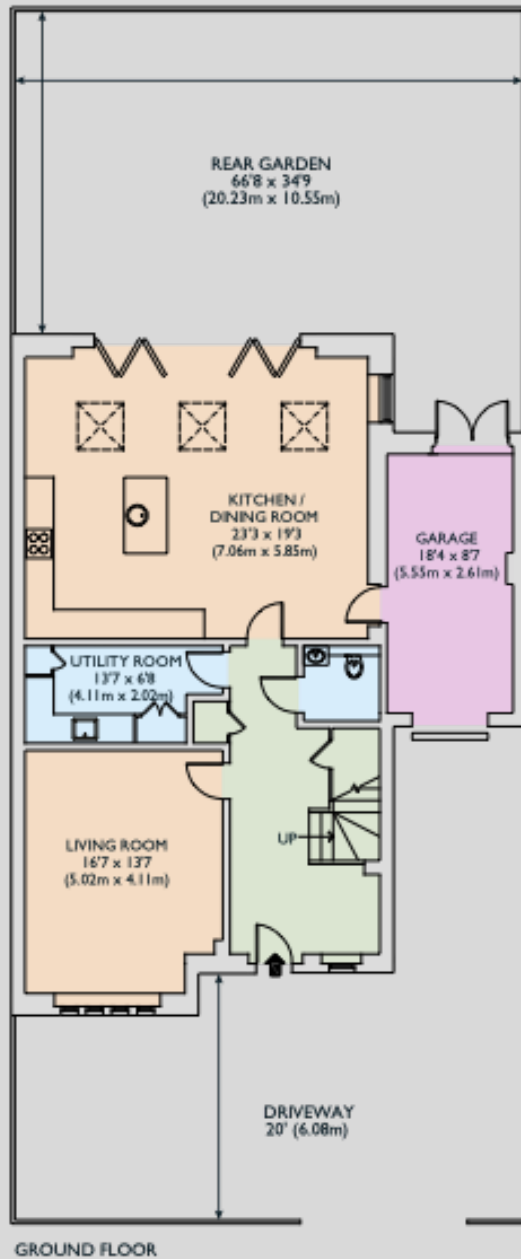 REAR GARDEN
66'8 x 34'9
(20.23m x 10.55m)
KITCHEN /
DINING ROOM
23'3 x 19'3
(7.06m x 5.85m)
GARAGE
18'4 x 8'7
(5.55m x 2.61m)
UTILITY ROOM
13'7 x 6'8
(4.11m x 2.02m)
LIVING ROOM
16'7 x 13'7
(5.02m x 4.11m)
UP
DRIVEWAY
20' (6.08m)
GROUND FLOOR